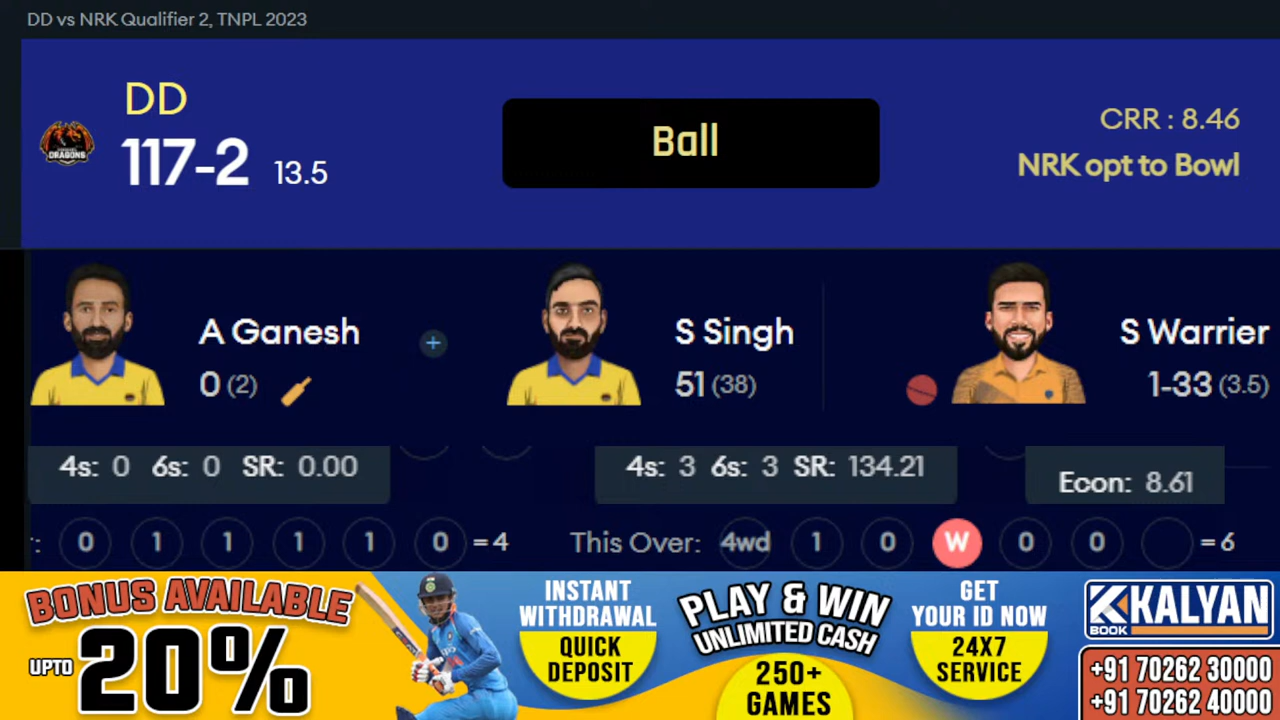 DD vs NRK Qualifier 2, TNPL 2023
DD
117-2 13.5
DRAGONS
Ball
CRR : 8.46
NRK opt to Bowl
A Ganesh
0 (2)
+
S Singh
51 (38)
S Warrier
1-33 (3.5)
4s: 0 6s: 0 SR: 0.00
4s: 3 6s: 3 SR: 134.21
Econ: 8.61
: 0 1 1 1 1 0 = 4
This Over: 4wd 1 0 W 0 0 = 6
BONUS AVAILABLE
UPTO 20%
INSTANT
WITHDRAWAL
QUICK
DEPOSIT
PLAY & WIN
UNLIMITED CASH
250+
GAMES
GET
YOUR ID NOW
24X7
SERVICE
KALYAN
BOOK
+91 70262 30000
+91 70262 40000